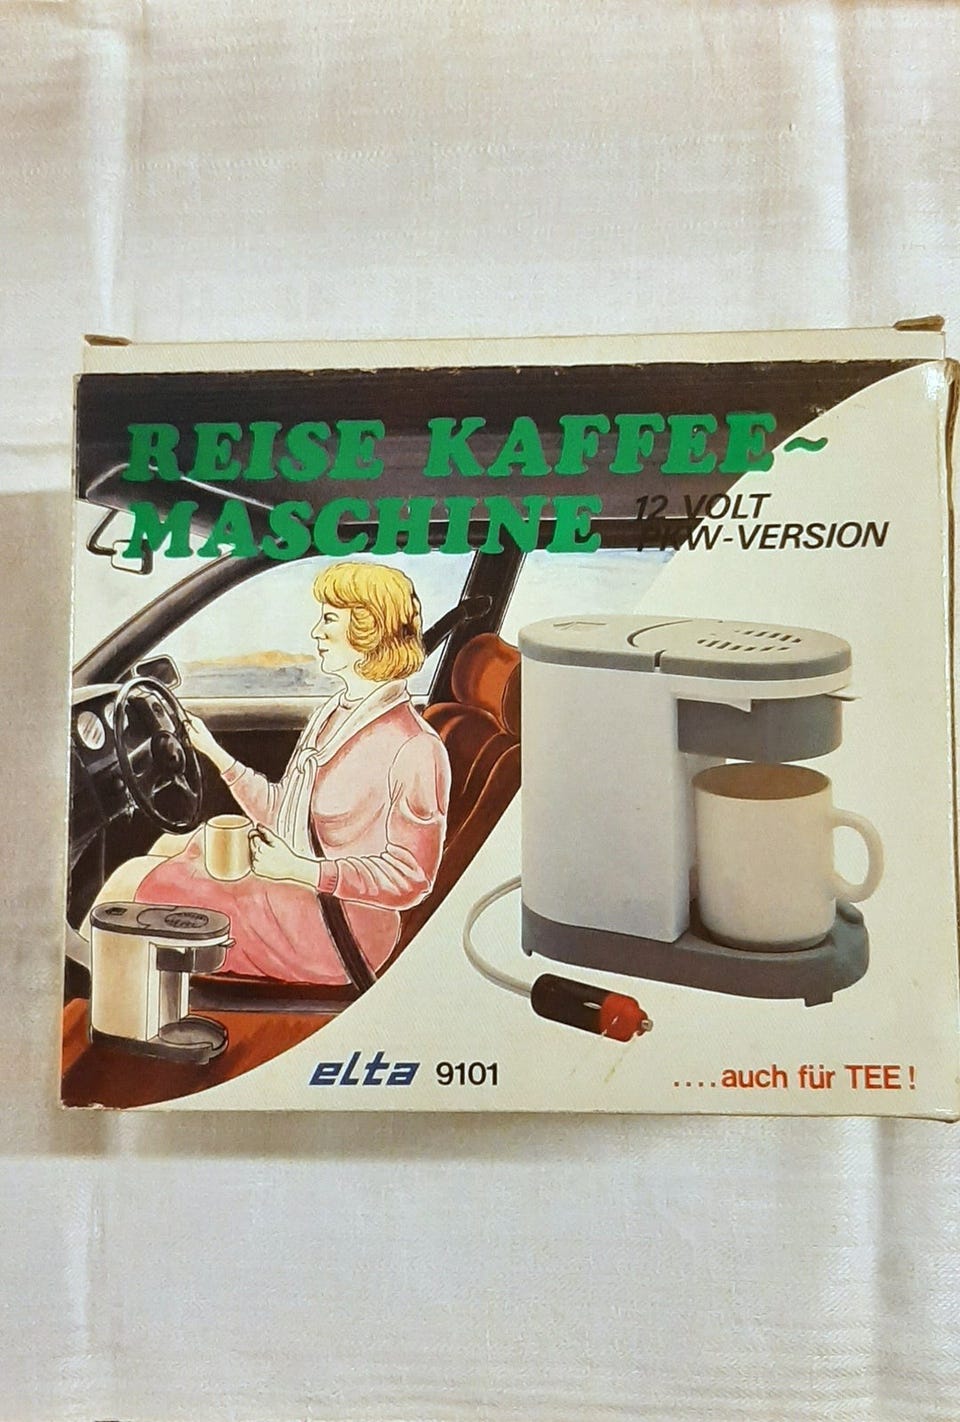 REISE KAFFEE~
MASCHINE
12 VOLT
PKW-VERSION
elta 9101
....auch für TEE!